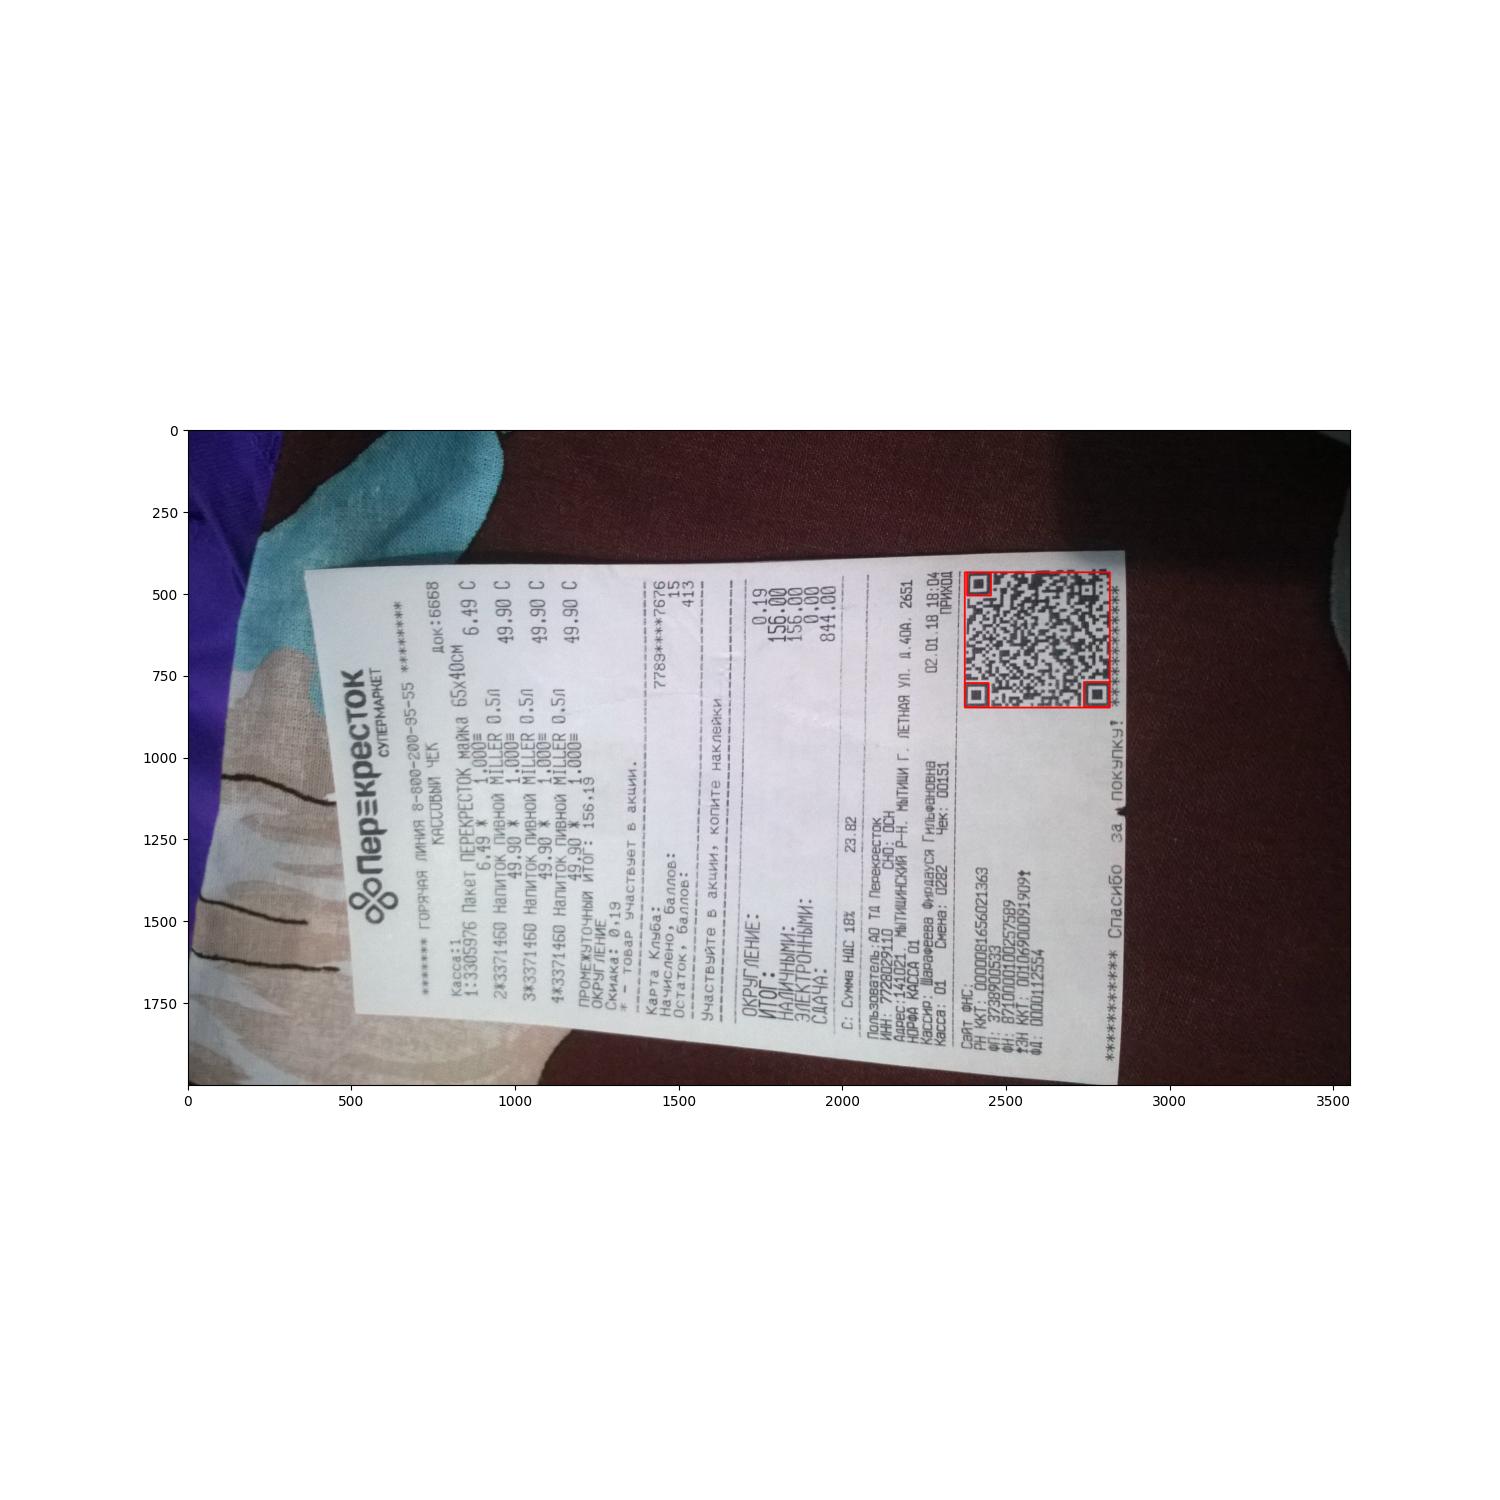 Пер≡кресток
СУПЕРМАРКЕТ
******* ГОРЯЧАЯ ЛИНИЯ 8-800-200-95-55 ********
КАССОВЫЙ ЧЕК
Касса:1 Док:6668
1:3305976 Пакет ПЕРЕКРЕСТОК майка 65x40СМ
6.49 * 1.000≡ 6.49 С
2*3371460 Напиток пивной MILLER 0.5л
49.90 * 1.000≡ 49.90 С
3*3371460 Напиток пивной MILLER 0.5л
49.90 * 1.000≡ 49.90 С
4*3371460 Напиток пивной MILLER 0.5л
49.90 * 1.000≡ 49.90 С
ПРОМЕЖУТОЧНЫЙ ИТОГ: 156,19
ОКРУГЛЕНИЕ
Скидка: 0,19
* - товар участвует в акции.
Карта Клуба: 7789****7676
Начислено, баллов: 15
Остаток, баллов: 413
Участвуйте в акции, копите наклейки
ОКРУГЛЕНИЕ: 0.19
ИТОГ: 156.00
НАЛИЧНЫМИ: 156.00
ЭЛЕКТРОННЫМИ: 0.00
СДАЧА: 844.00
С: Сумма НДС 18% 23.82
Пользователь:АО ТД Перекресток
ИНН: 7728029110 СНО: ОСН
Адрес:141021. МЫТИЩИНСКИЙ Р-Н. МЫТИЩИ Г. ЛЕТНАЯ УЛ. д.40А. 2651
НОРФА КАССА 01
Кассир: Шарафеева Фирдауся Гильфановна 02.01.18 18:04
Касса: 01 Смена: 0282 Чек: 00151 ПРИХОД
Сайт ФНС:
РН ККТ: 0000081656021363
ФП: 3738900533
ФН: 8710000100257589
ЗН ККТ: 00106900091909
ФД: 0000112554
********** Спасибо за покупку! **********
0
250
500
750
1000
1250
1500
1750
0 500 1000 1500 2000 2500 3000 3500